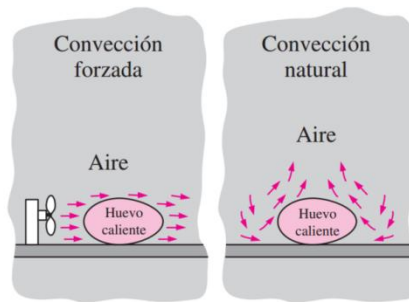 Convección
forzada
Aire
Huevo
caliente
Convección
natural
Aire
Huevo
caliente